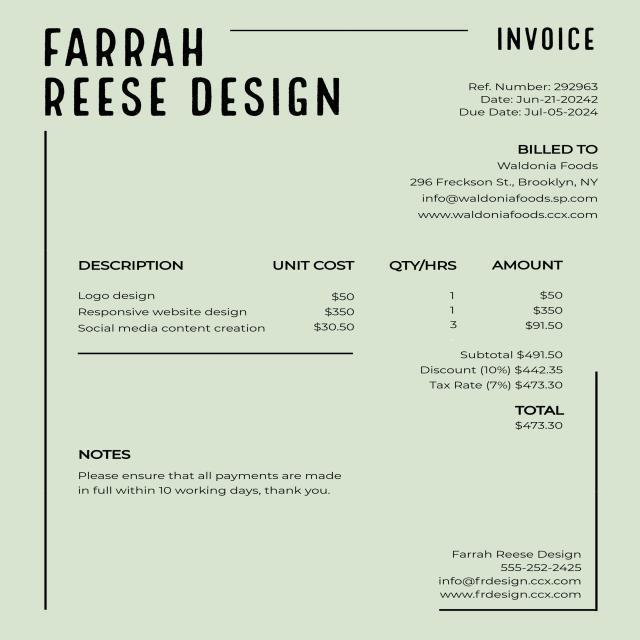 FARRAH
REESE DESIGN
INVOICE
Ref. Number: 292963
Date: Jun-21-20242
Due Date: Jul-05-2024
BILLED TO
Waldonia Foods
296 Freckson St., Brooklyn, NY
info@waldoniafoods.sp.com
www.waldoniafoods.ccx.com
DESCRIPTION UNIT COST QTY/HRS AMOUNT
Logo design $50 1 $50
Responsive website design $350 1 $350
Social media content creation $30.50 3 $91.50
Subtotal $491.50
Discount (10%) $442.35
Tax Rate (7%) $473.30
TOTAL
$473.30
NOTES
Please ensure that all payments are made
in full within 10 working days, thank you.
Farrah Reese Design
555-252-2425
info@frdesign.ccx.com
www.frdesign.ccx.com